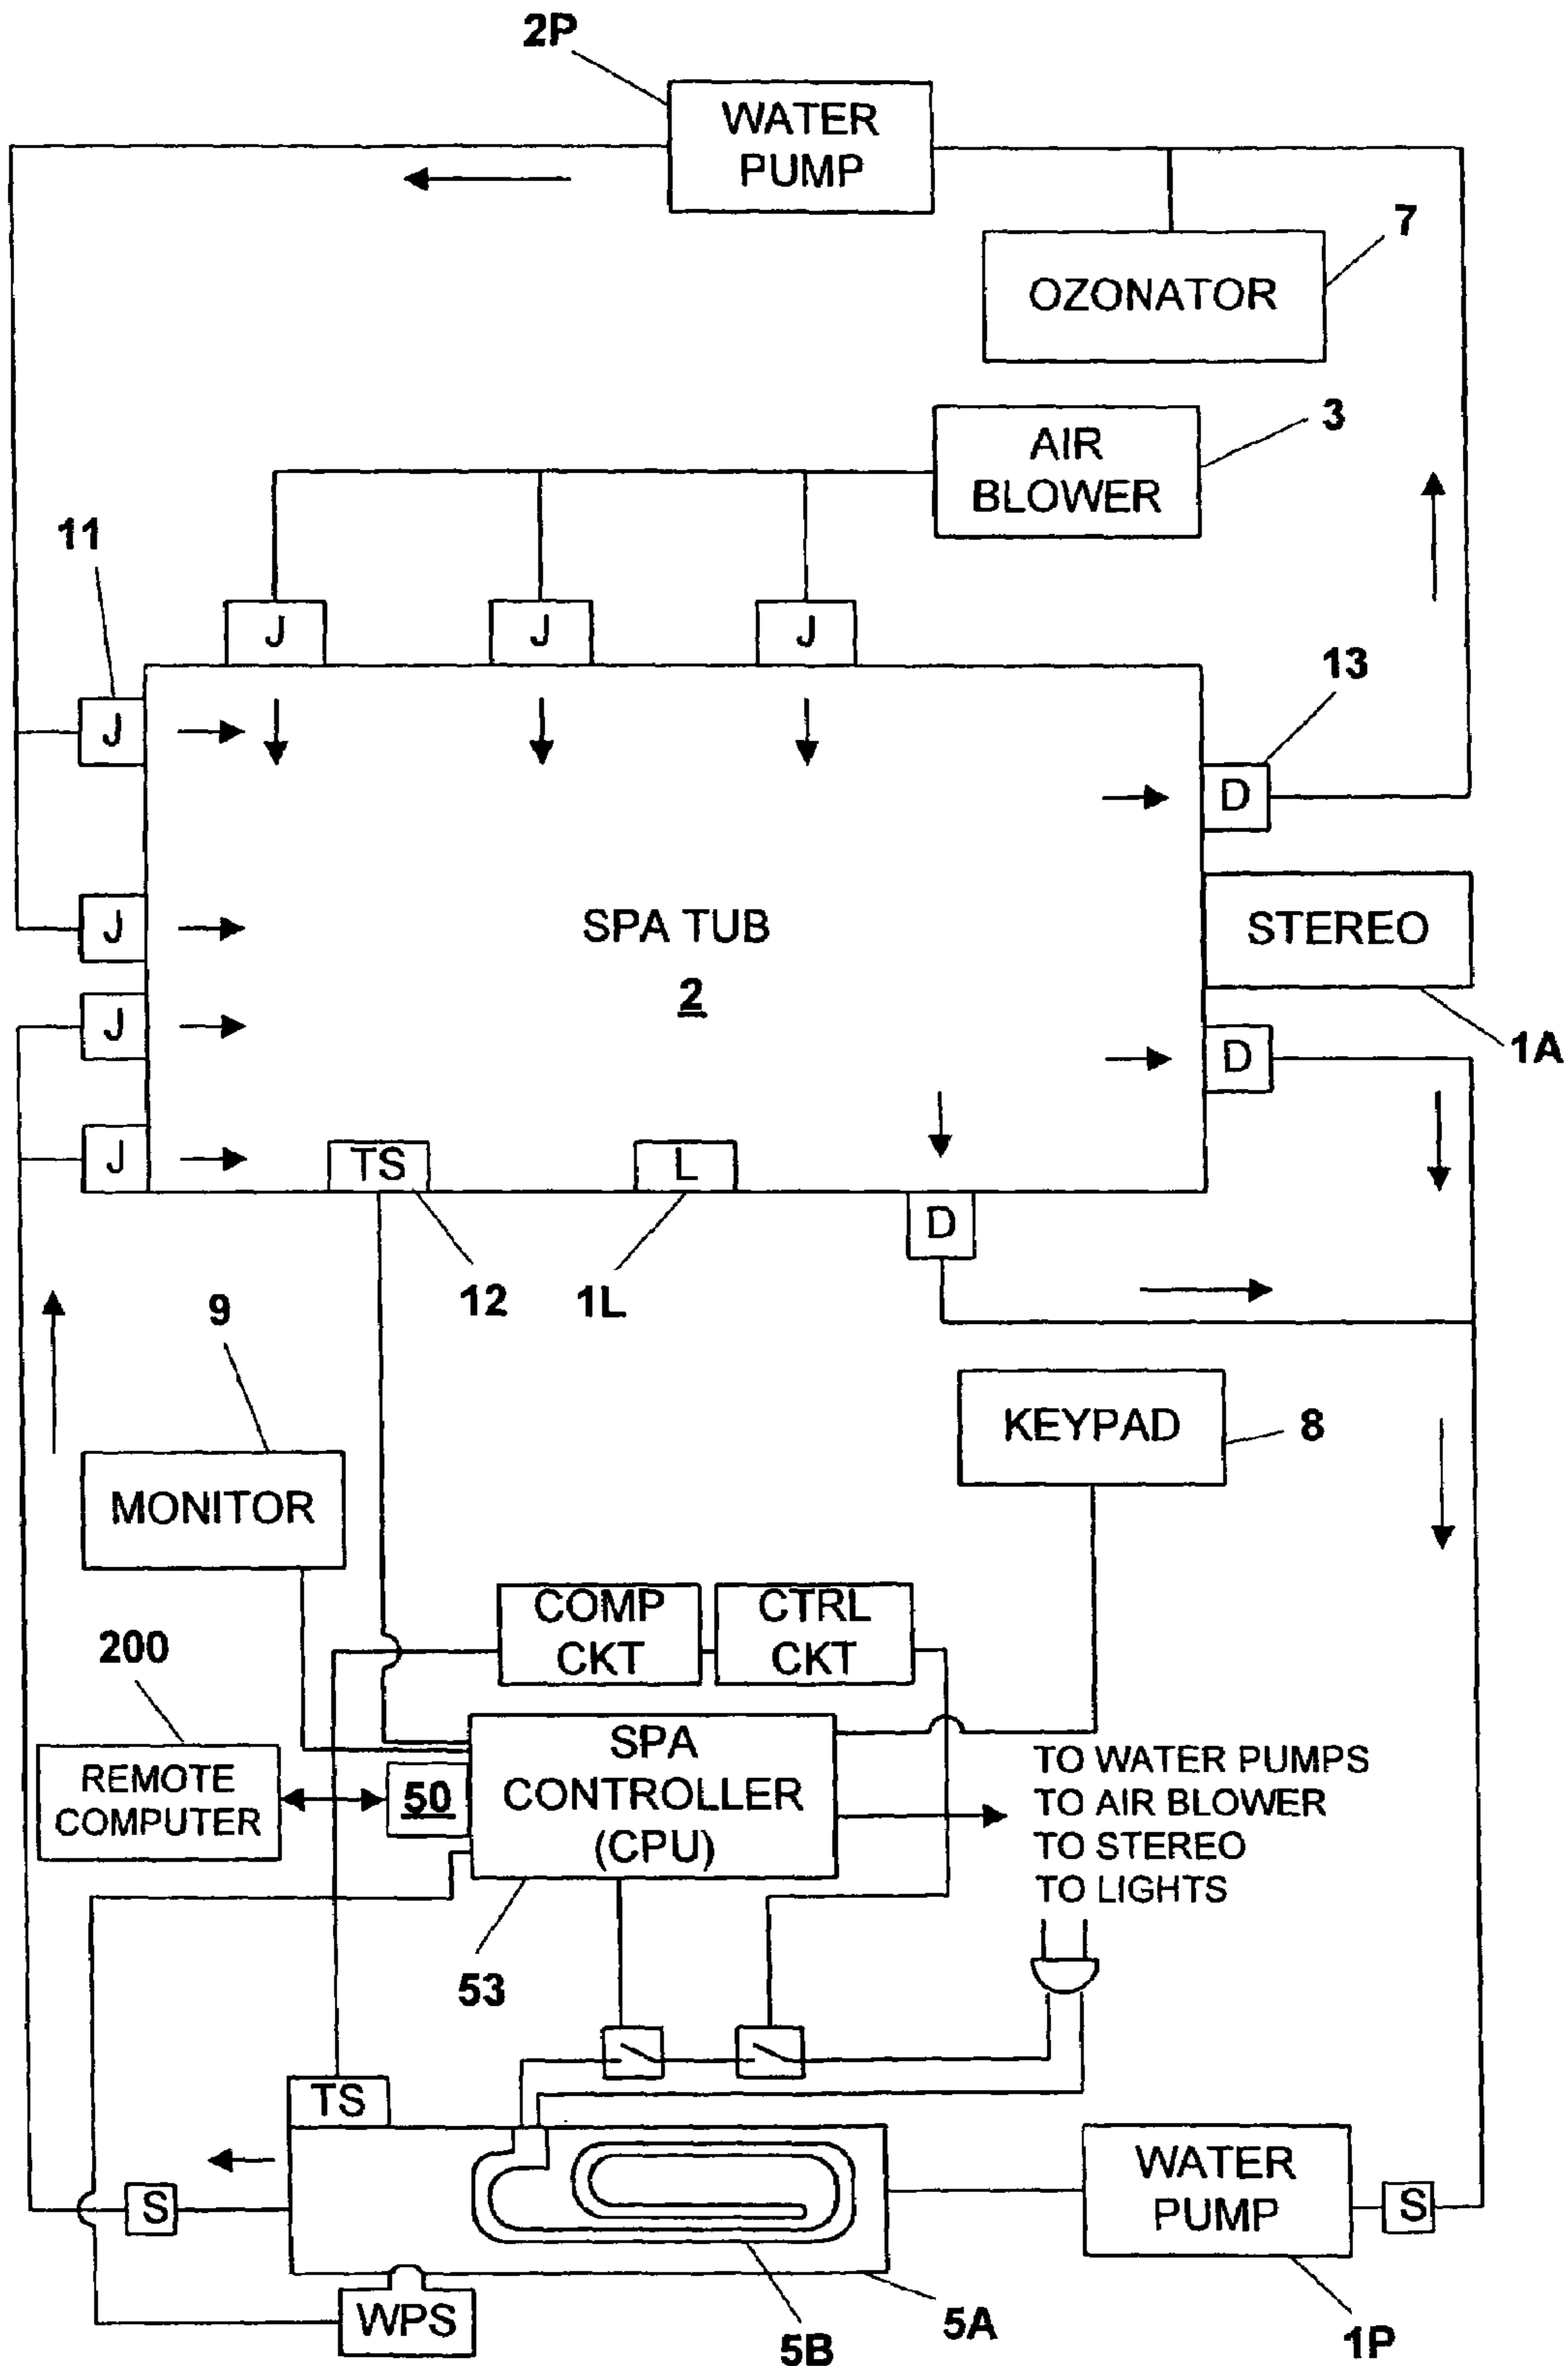 2P
WATER
PUMP
7
OZONATOR
3
AIR
BLOWER
11
J
J
J
13
J
D
J
SPA TUB
2
STEREO
J
D
1A
J
TS
L
D
12
1L
9
KEYPAD
8
MONITOR
COMP
CKT
CTRL
CKT
200
REMOTE
COMPUTER
50
SPA
CONTROLLER
(CPU)
TO WATER PUMPS
TO AIR BLOWER
TO STEREO
TO LIGHTS
53
TS
S
WATER
PUMP
S
WPS
5B
5A
1P